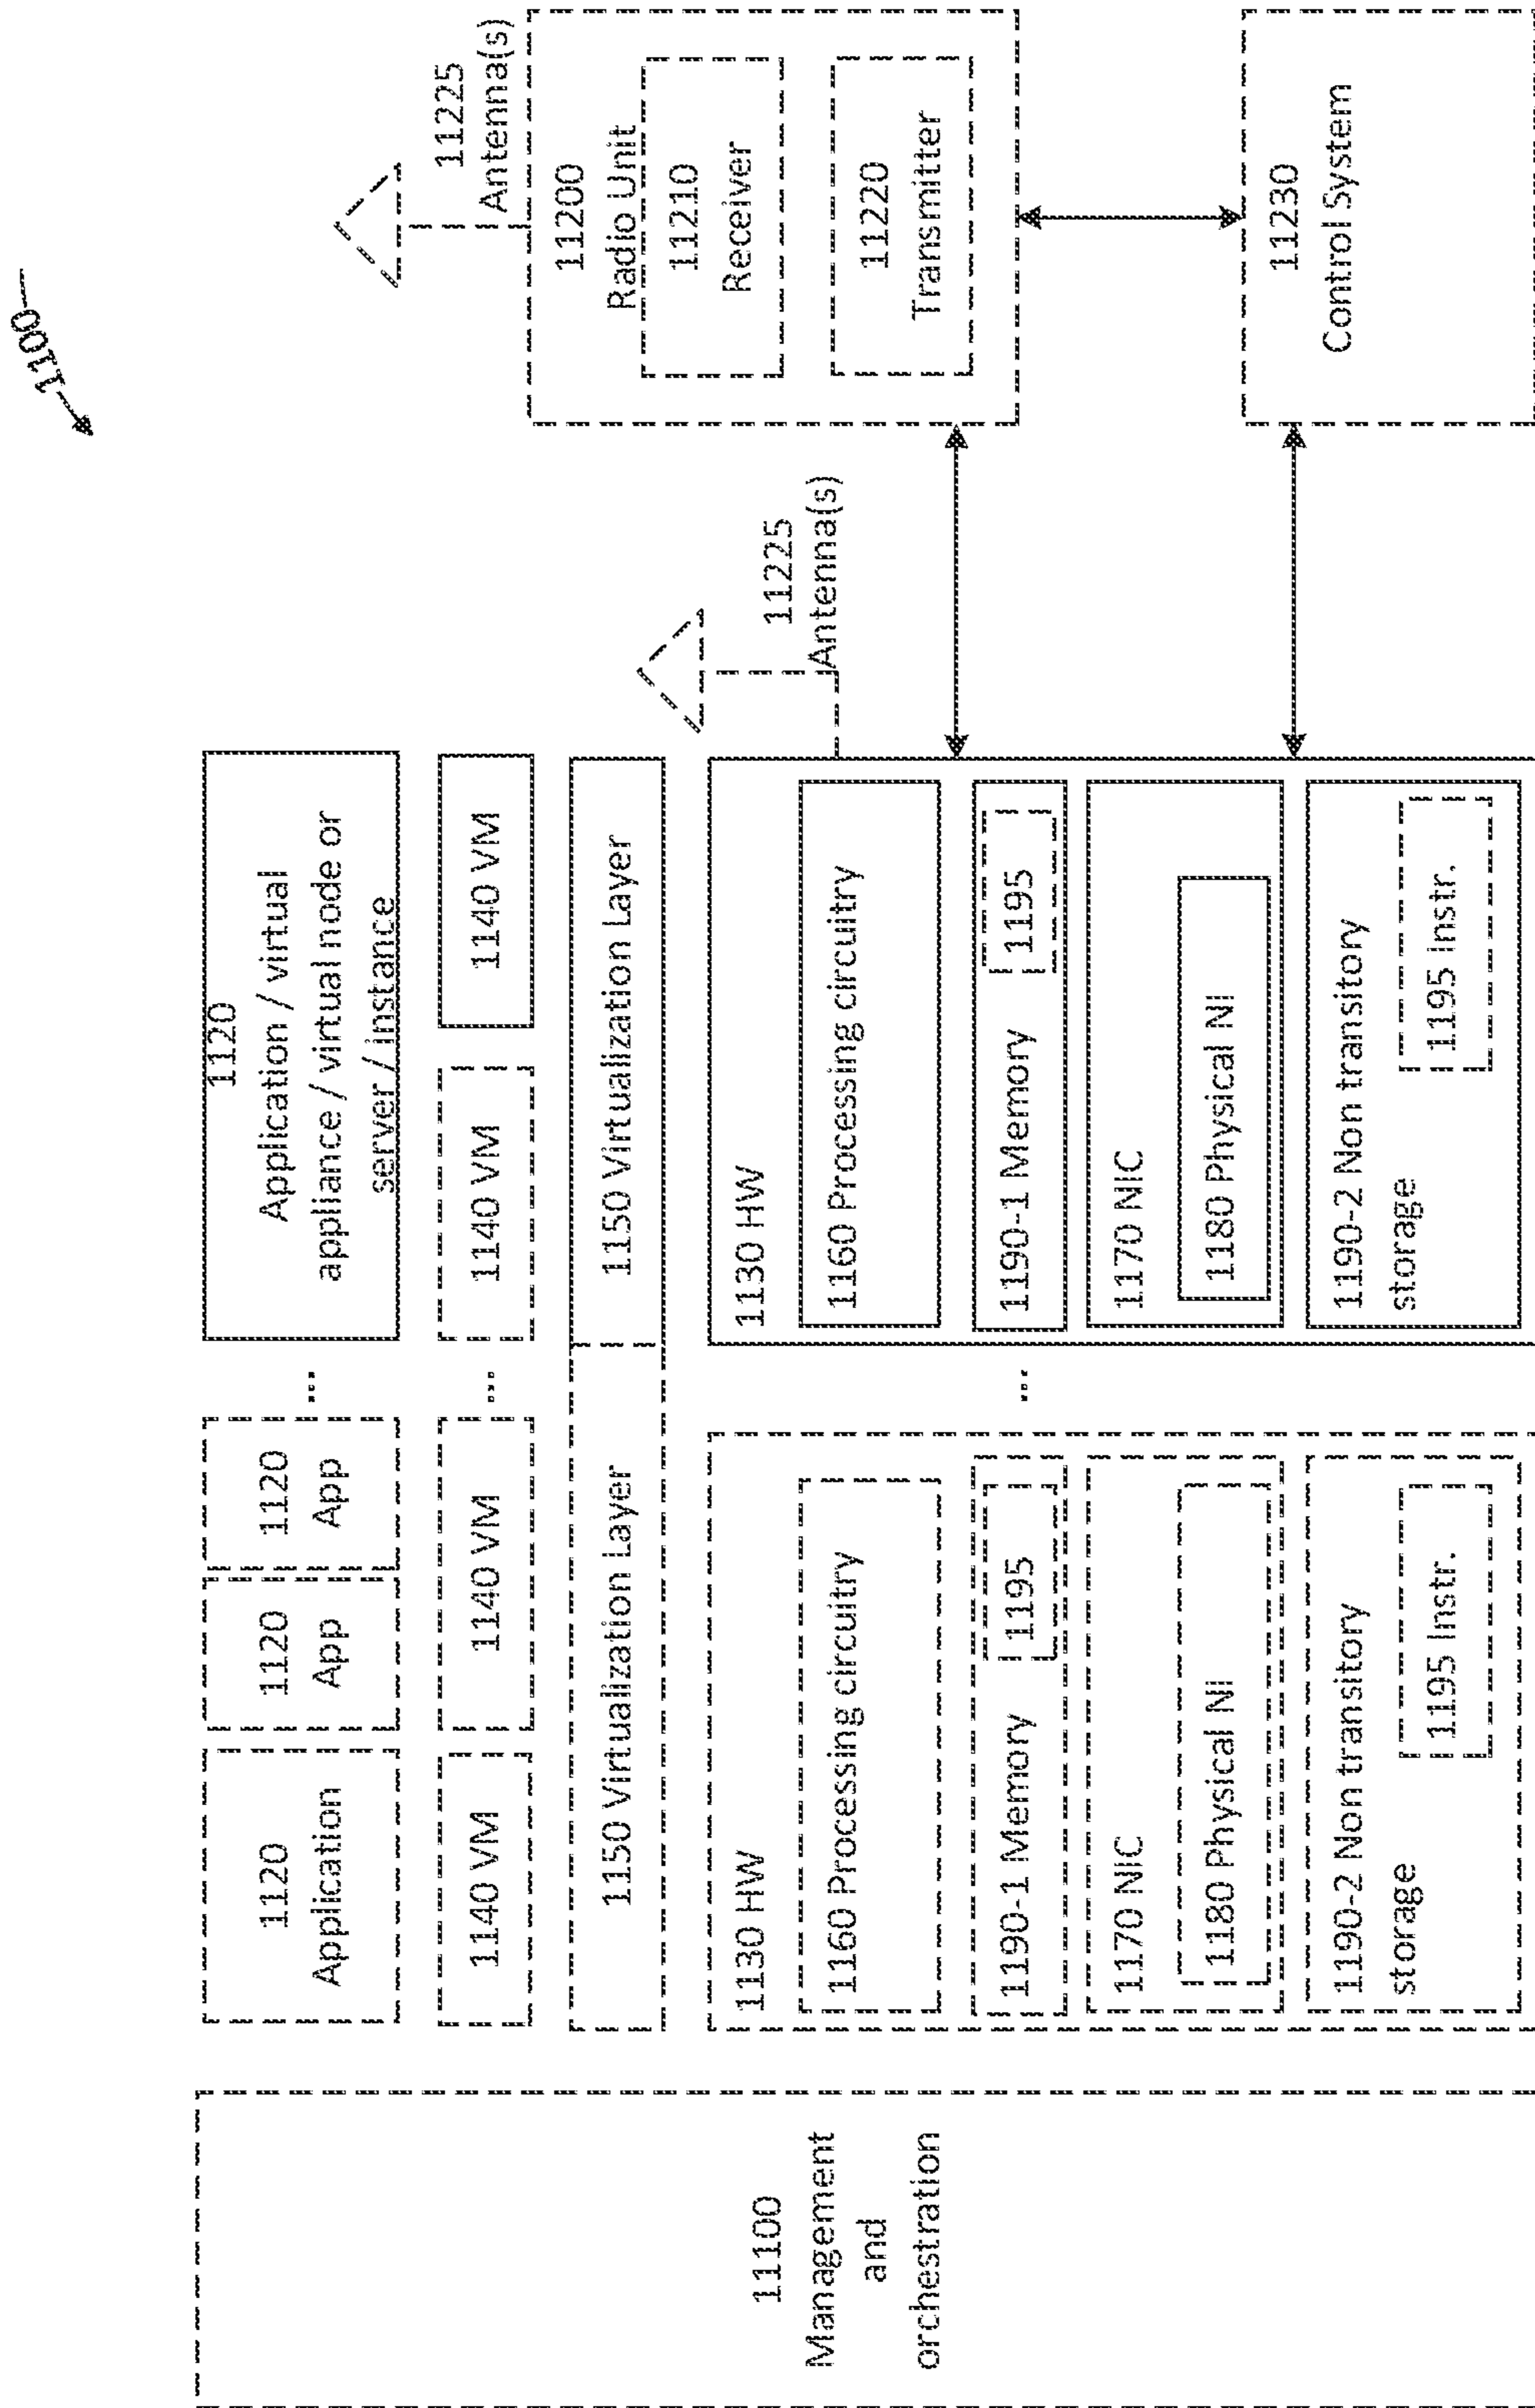 1100
11100
Management
and
orchestration
1120
Application
1120
App
1120
App
...
1120
Application / virtual
appliance / virtual node or
server / instance
1140 VM
1140 VM
...
1140 VM
1140 VM
1150 Virtualization Layer
1150 Virtualization Layer
1130 HW
1160 Processing circuitry
1190-1 Memory
1195
1170 NIC
1180 Physical NI
1190-2 Non transitory
storage
1195 Instr.
...
1130 HW
1160 Processing circuitry
1190-1 Memory
1195
1170 NIC
1180 Physical NI
1190-2 Non transitory
storage
1195 Instr.
11225
Antenna(s)
11225
Antenna(s)
11200
Radio Unit
11210
Receiver
11220
Transmitter
11230
Control System